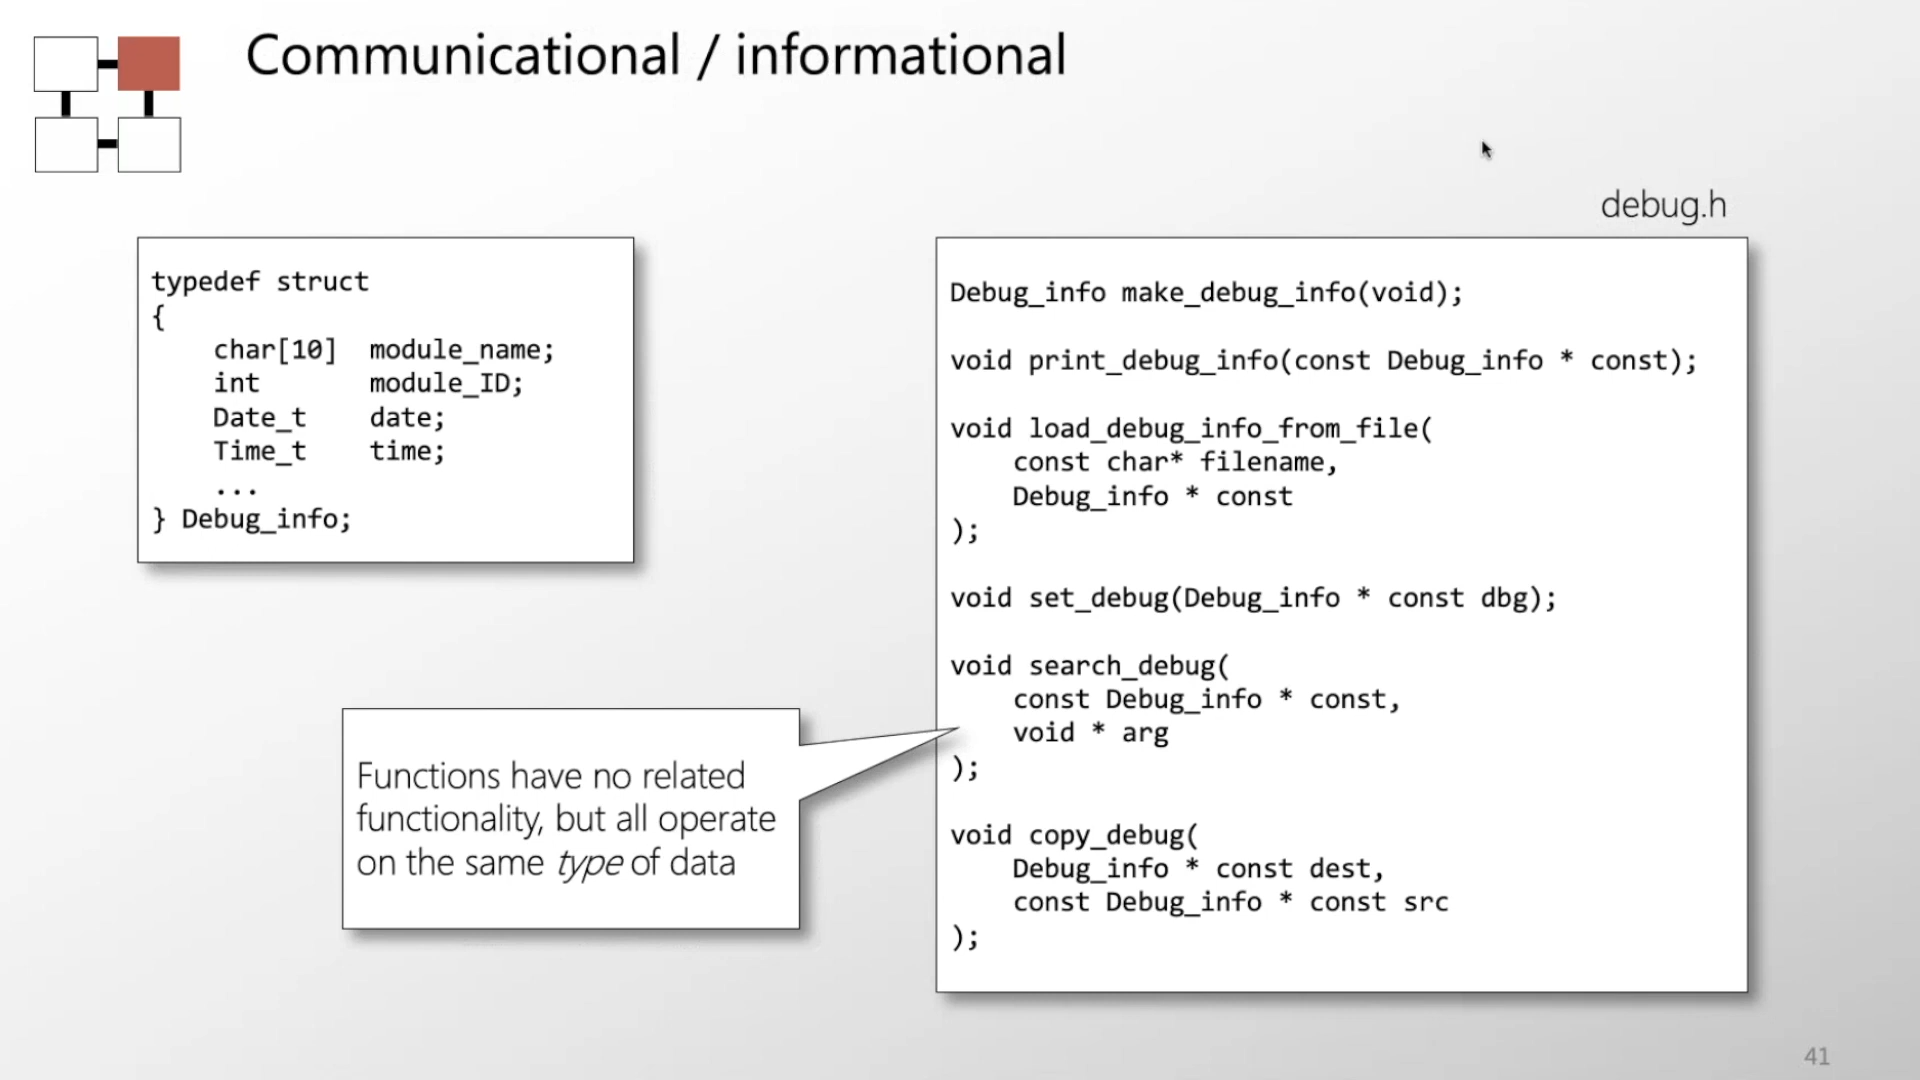 Communicational / informational
debug.h
typedef struct
{
    char[10]  module_name;
    int       module_ID;
    Date_t    date;
    Time_t    time;
    ...
} Debug_info;
Debug_info make_debug_info(void);
void print_debug_info(const Debug_info * const);
void load_debug_info_from_file(
    const char* filename,
    Debug_info * const
);
void set_debug(Debug_info * const dbg);
void search_debug(
    const Debug_info * const,
    void * arg
);
void copy_debug(
    Debug_info * const dest,
    const Debug_info * const src
);
Functions have no related
functionality, but all operate
on the same type of data
41